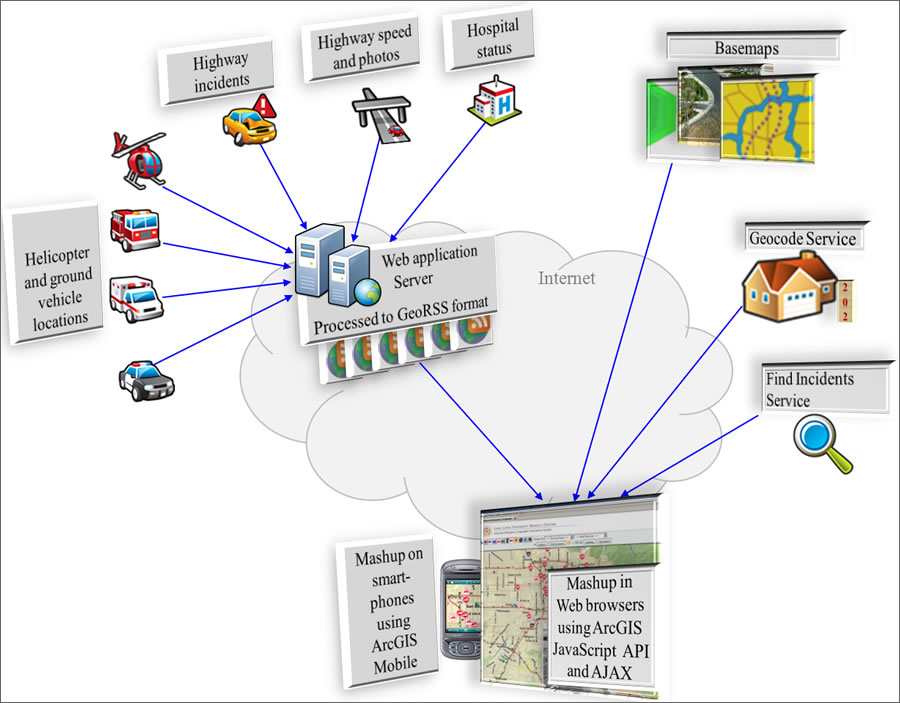 Highway
incidents
Highway speed
and photos
Hospital
status
Basemaps
H
Helicopter
and ground
vehicle
locations
Web application
Server
Processed to GeoRSS format
Internet
Geocode Service
2
0
2
Find Incidents
Service
Mashup on
smart-
phones
using
ArcGIS
Mobile
Mashup in
Web browsers
using ArcGIS
JavaScript API
and AJAX